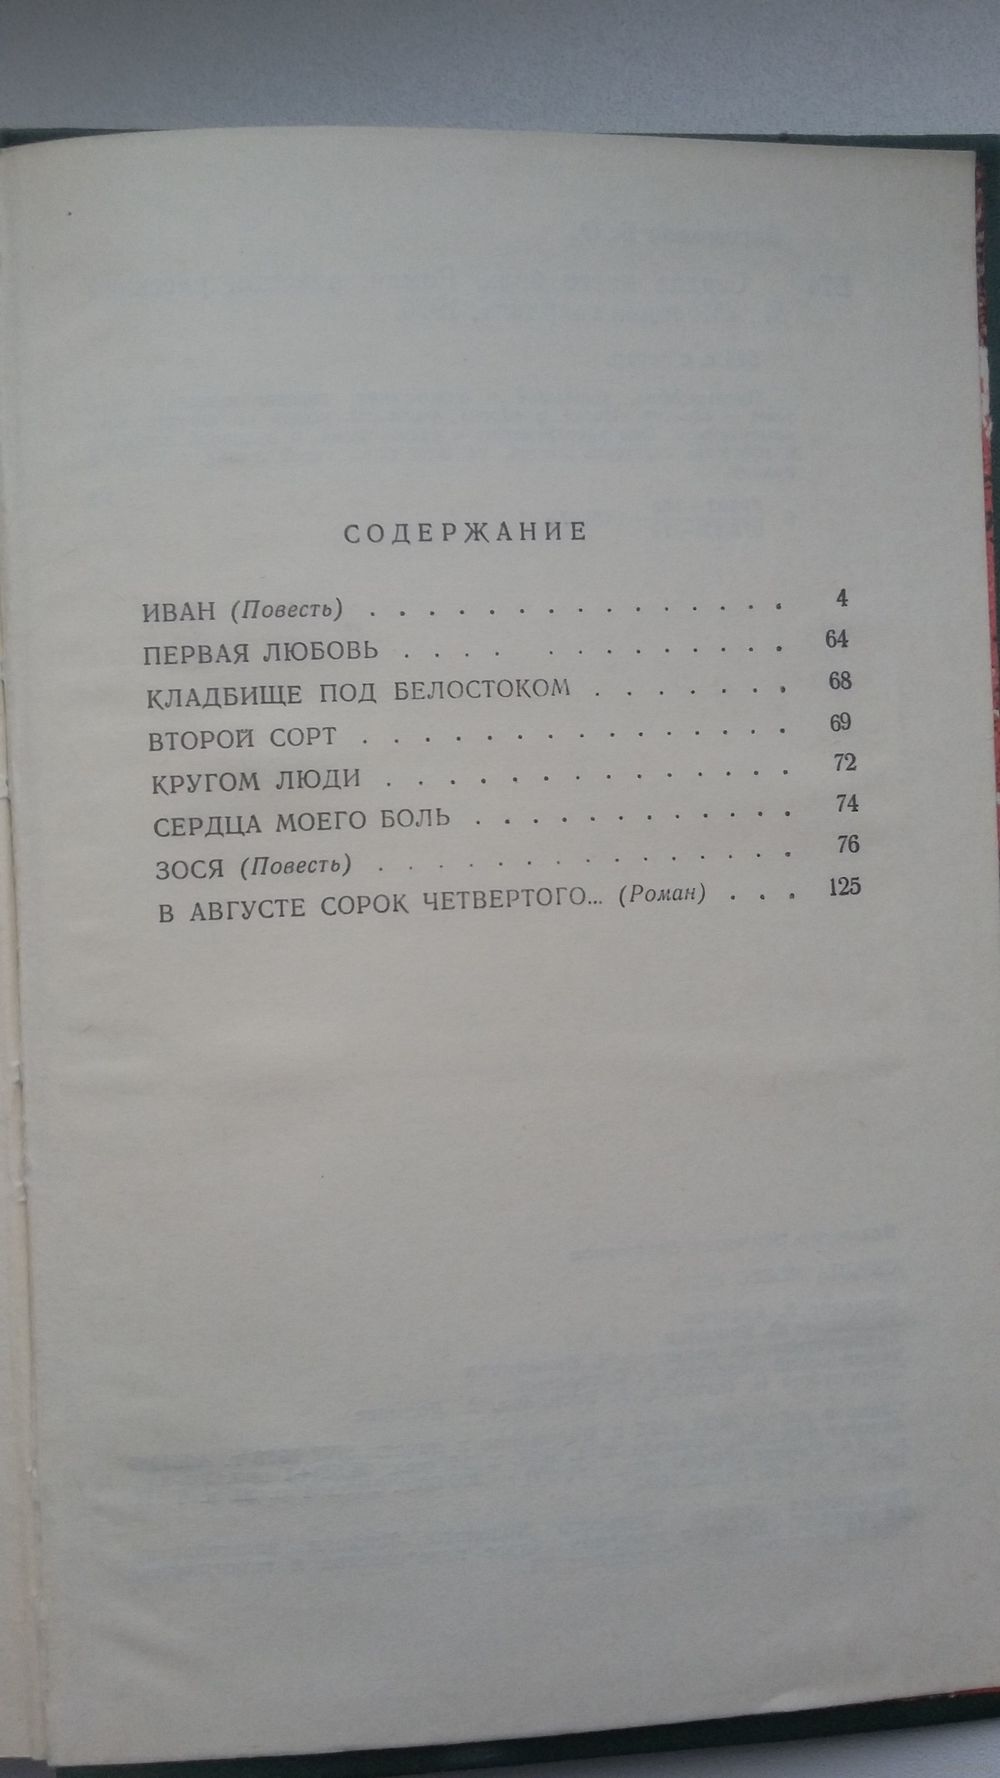 СОДЕРЖАНИЕ
ИВАН (Повесть) . . . . . . . . . . . . . . . 4
ПЕРВАЯ ЛЮБОВЬ . . . . . . . . . . . . . 64
КЛАДБИЩЕ ПОД БЕЛОСТОКОМ . . . . . . . 68
ВТОРОЙ СОРТ . . . . . . . . . . . . . . . 69
КРУГОМ ЛЮДИ . . . . . . . . . . . . . . 72
СЕРДЦА МОЕГО БОЛЬ . . . . . . . . . . . 74
ЗОСЯ (Повесть) . . . . . . . . . . . . . . 76
В АВГУСТЕ СОРОК ЧЕТВЕРТОГО... (Роман) . . . 125